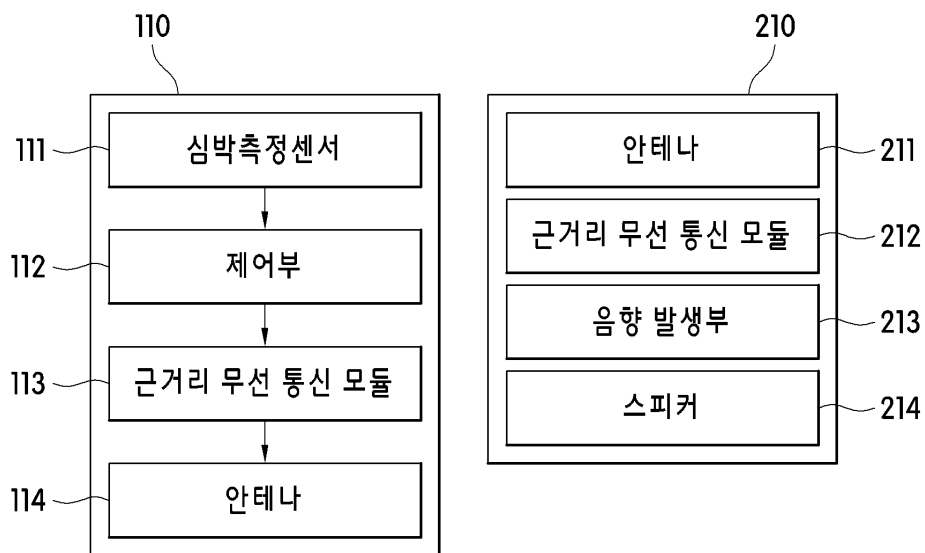 110
111 심박측정센서
112 제어부
113 근거리 무선 통신 모듈
114 안테나
210
안테나 211
근거리 무선 통신 모듈 212
음향 발생부 213
스피커 214